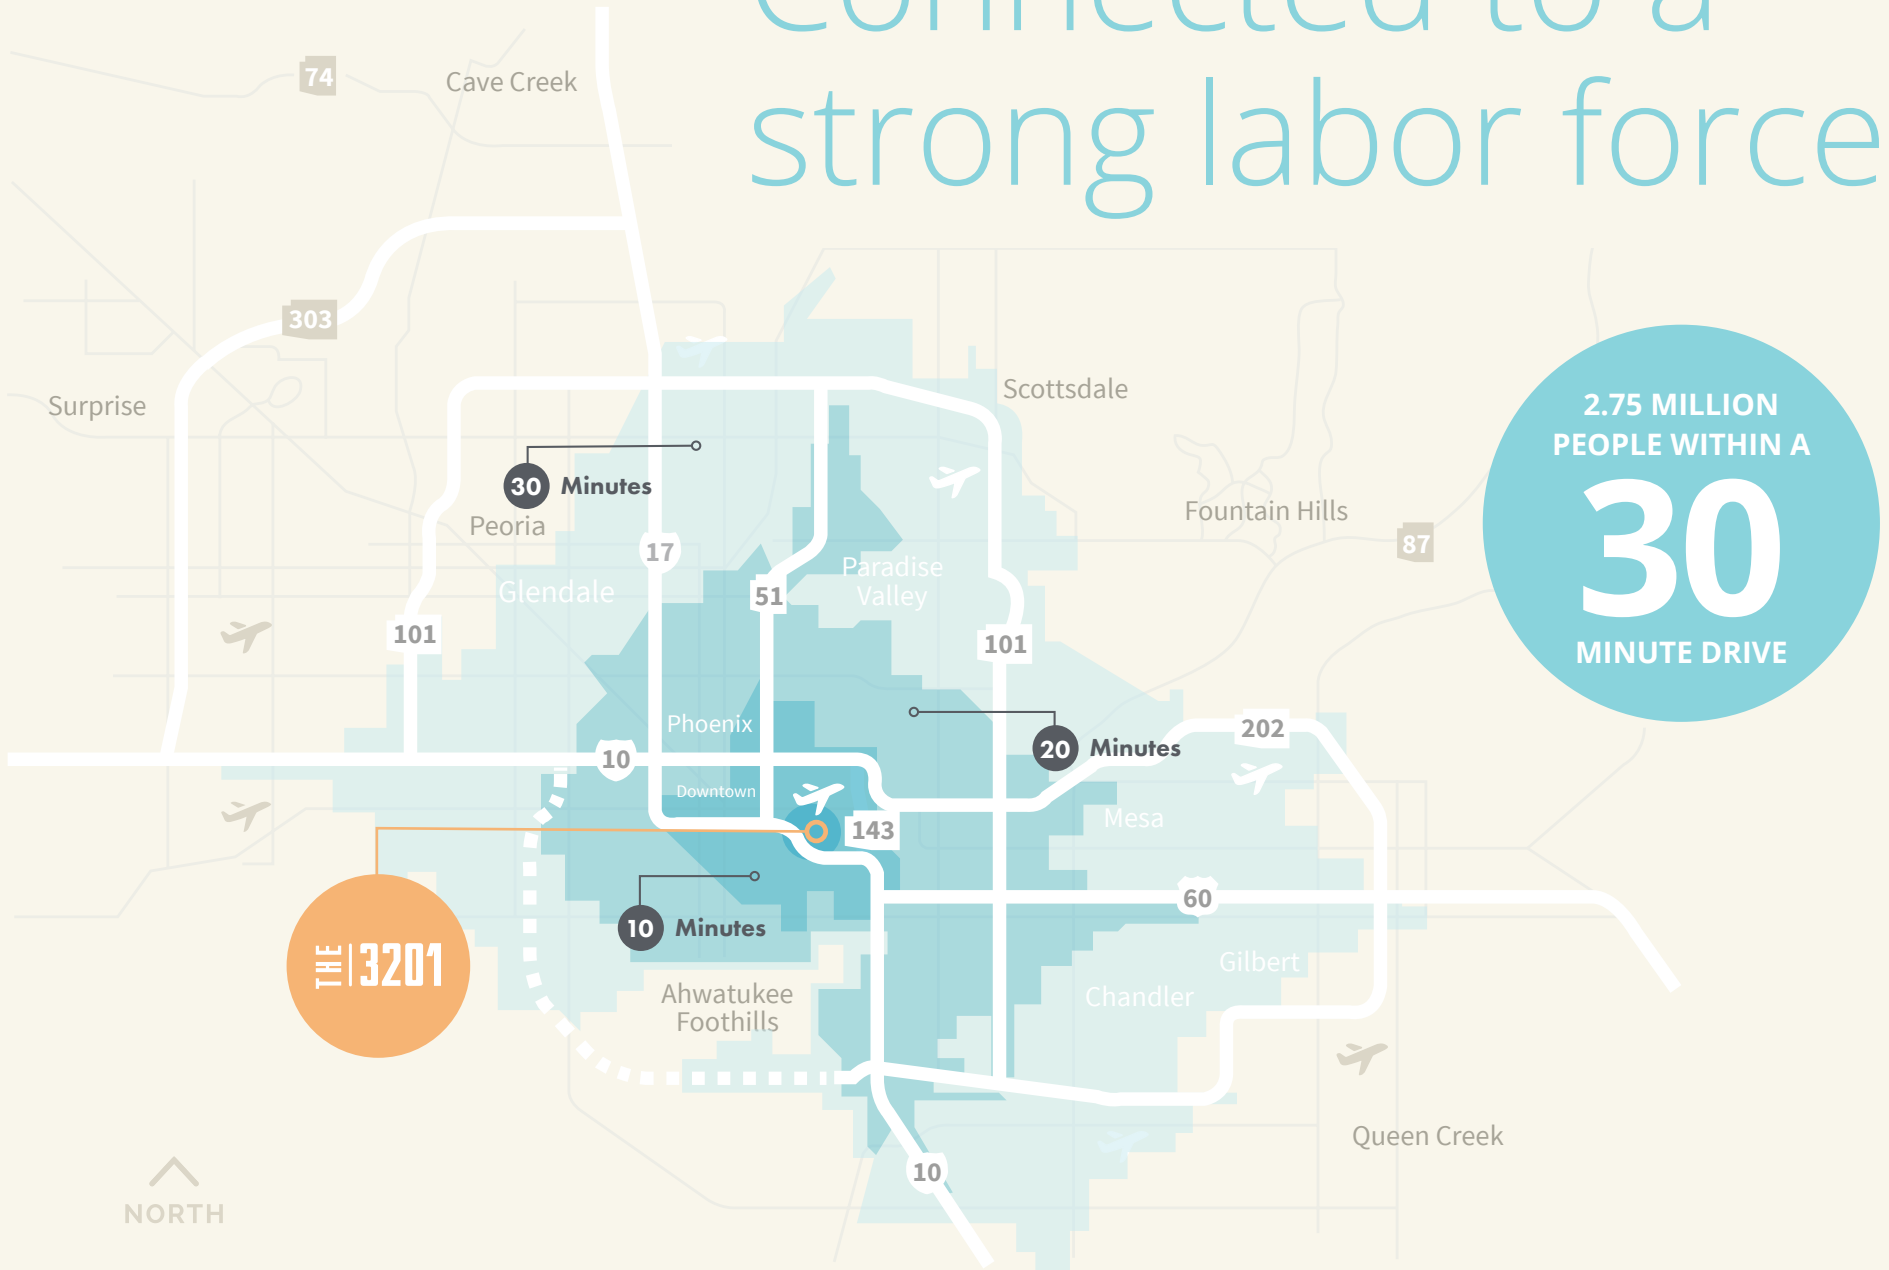 Connected to a
strong labor force
74
Cave Creek
303
Surprise
Scottsdale
2.75 MILLION
PEOPLE WITHIN A
30
MINUTE DRIVE
30 Minutes
Peoria
Fountain Hills
87
17
Glendale
51
Paradise
Valley
101
101
Phoenix
202
20 Minutes
10
Downtown
143
Mesa
60
10 Minutes
THE 3201
Gilbert
Chandler
Ahwatukee
Foothills
Queen Creek
10
NORTH